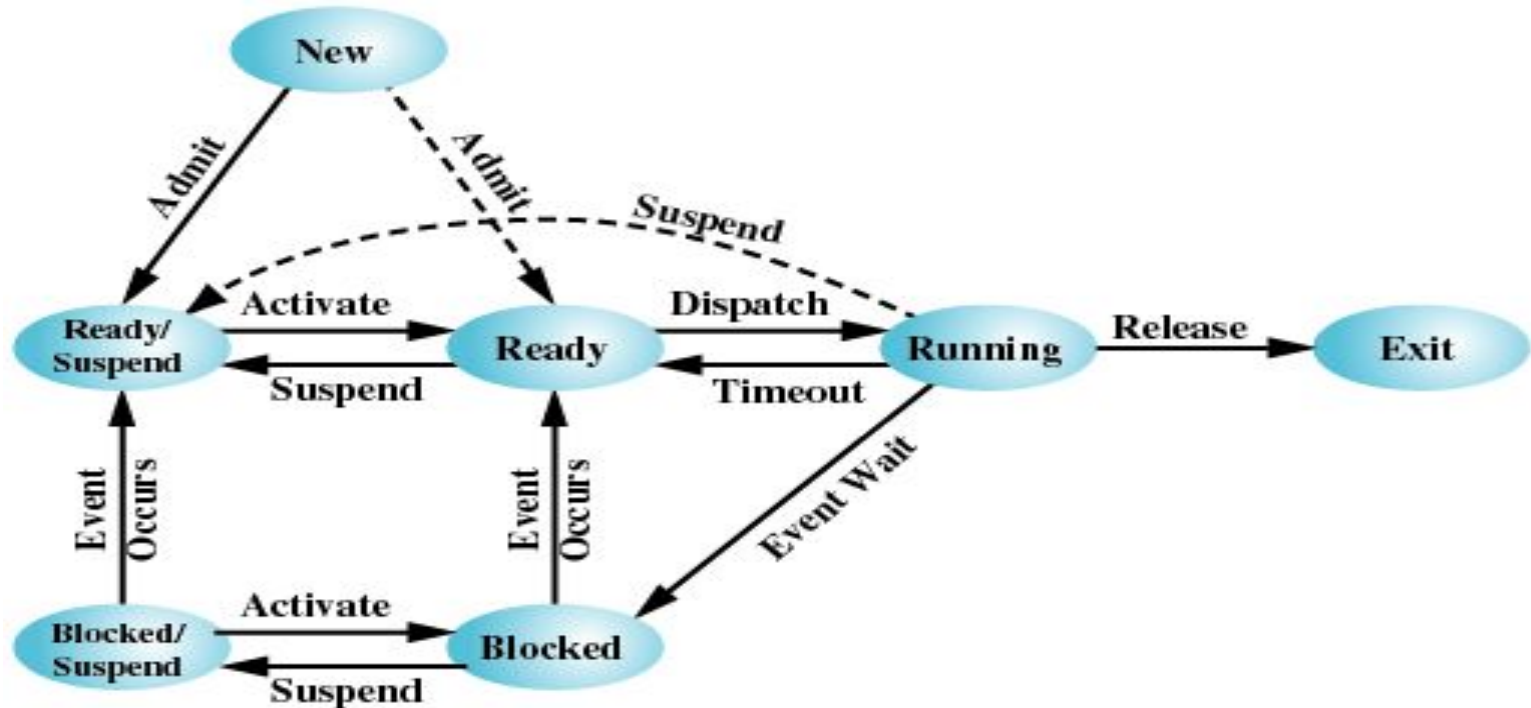 New
Admit
Admit
Suspend
Ready/
Suspend
Activate
Suspend
Ready
Dispatch
Timeout
Running
Release
Exit
Event
Occurs
Event
Occurs
Event Wait
Blocked/
Suspend
Activate
Suspend
Blocked